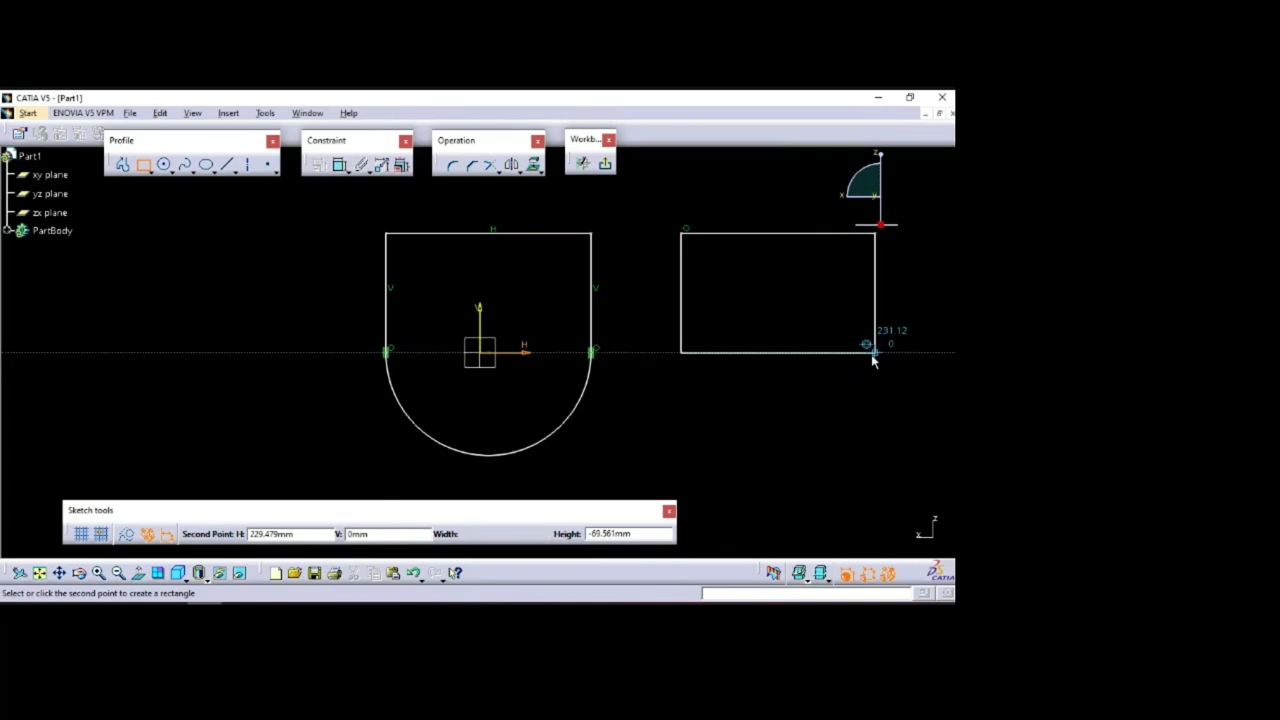 CATIA V5 - [Part1]
Start ENOVIA V5 VPM File Edit View Insert Tools Window Help
Profile Constraint Operation Workb...
Part1
xy plane
yz plane
zx plane
PartBody
z
x y
H
V V
V
H
231.12
0
Sketch tools
Second Point: H: 229.479mm V: 0mm Width: Height: -69.561mm
z
x
CATIA
Select or click the second point to create a rectangle